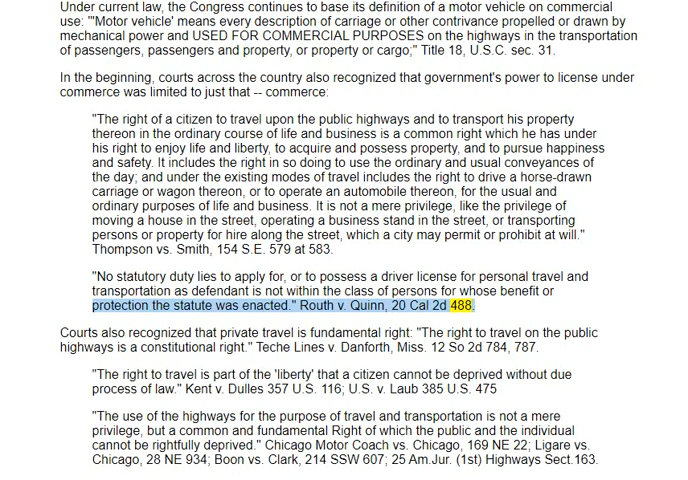 Under current law, the Congress continues to base its definition of a motor vehicle on commercial
use: "'Motor vehicle' means every description of carriage or other contrivance propelled or drawn by
mechanical power and USED FOR COMMERCIAL PURPOSES on the highways in the transportation
of passengers, passengers and property, or property or cargo;" Title 18, U.S.C. sec. 31.
In the beginning, courts across the country also recognized that government's power to license under
commerce was limited to just that -- commerce:
"The right of a citizen to travel upon the public highways and to transport his property
thereon in the ordinary course of life and business is a common right which he has under
his right to enjoy life and liberty, to acquire and possess property, and to pursue happiness
and safety. It includes the right in so doing to use the ordinary and usual conveyances of
the day; and under the existing modes of travel includes the right to drive a horse-drawn
carriage or wagon thereon, or to operate an automobile thereon, for the usual and
ordinary purposes of life and business. It is not a mere privilege, like the privilege of
moving a house in the street, operating a business stand in the street, or transporting
persons or property for hire along the street, which a city may permit or prohibit at will."
Thompson vs. Smith, 154 S.E. 579 at 583.
"No statutory duty lies to apply for, or to possess a driver license for personal travel and
transportation as defendant is not within the class of persons for whose benefit or
protection the statute was enacted." Routh v. Quinn, 20 Cal 2d 488.
Courts also recognized that private travel is fundamental right: "The right to travel on the public
highways is a constitutional right." Teche Lines v. Danforth, Miss. 12 So 2d 784, 787.
"The right to travel is part of the 'liberty' that a citizen cannot be deprived without due
process of law." Kent v. Dulles 357 U.S. 116; U.S. v. Laub 385 U.S. 475
"The use of the highways for the purpose of travel and transportation is not a mere
privilege, but a common and fundamental Right of which the public and the individual
cannot be rightfully deprived." Chicago Motor Coach vs. Chicago, 169 NE 22; Ligare vs.
Chicago, 28 NE 934; Boon vs. Clark, 214 SSW 607; 25 Am.Jur. (1st) Highways Sect.163.